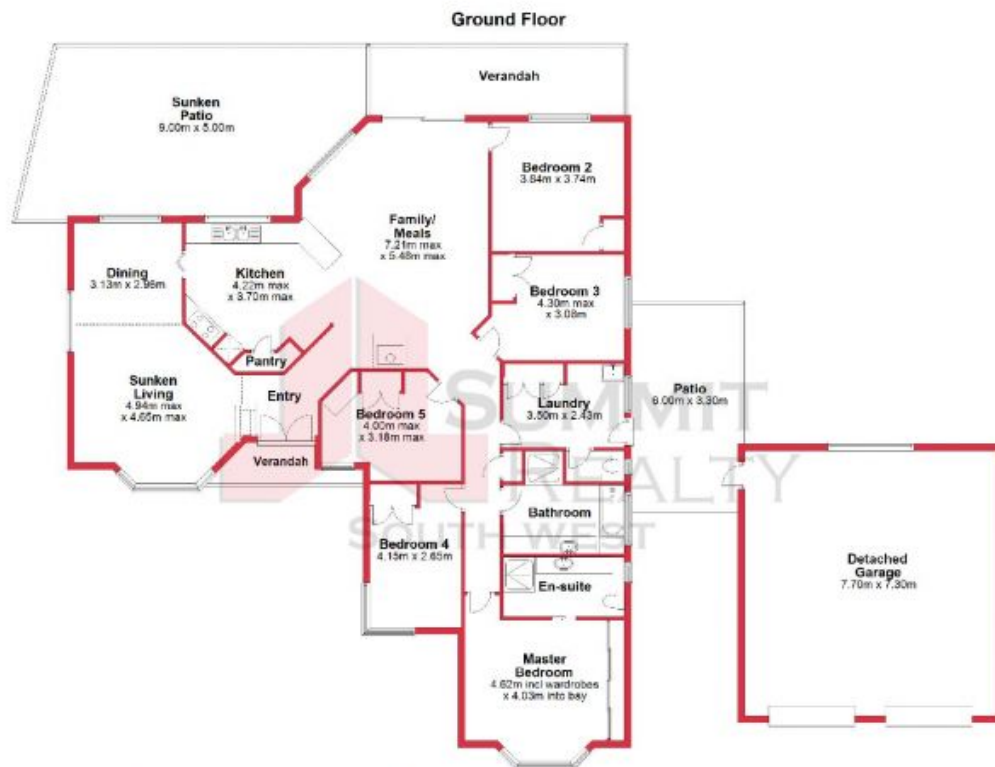 Ground Floor
Verandah
Sunken
Patio
9.00m x 5.00m
Bedroom 2
3.84m x 3.74m
Family/
Meals
7.21m max
x 5.48m max
Dining
3.13m x 2.96m
Kitchen
4.22m max
x 3.70m max
Bedroom 3
4.30m max
x 3.08m
Pantry
Sunken
Living
4.94m max
x 4.65m max
Entry
Bedroom 5
4.00m max
x 3.18m max
Laundry
3.50m x 2.43m
Patio
6.00m x 3.30m
Verandah
SUMMIT
REALTY
SOUTH WEST
Bathroom
Bedroom 4
4.15m x 2.65m
En-suite
Detached
Garage
7.70m x 7.30m
Master
Bedroom
4.62m incl wardrobes
x 4.03m into bay